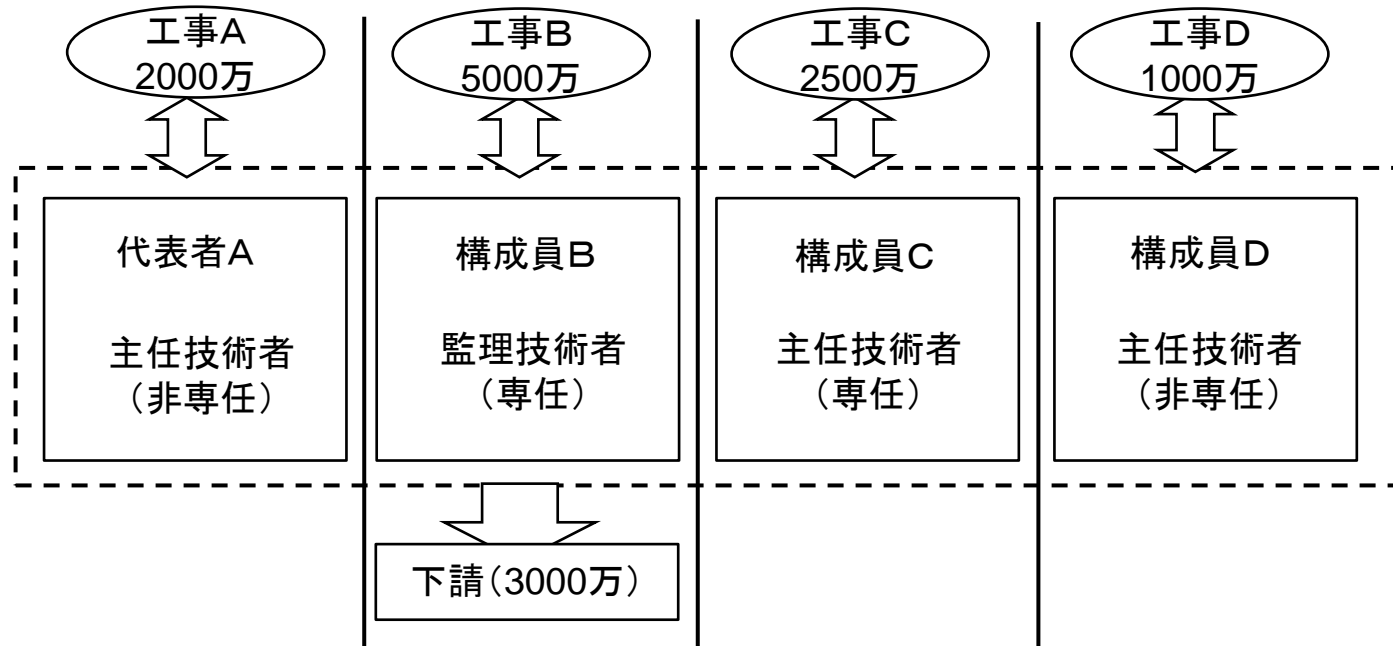 工事A
2000万
工事B
5000万
工事C
2500万
工事D
1000万
代表者A
主任技術者
（非専任）
構成員B
監理技術者
（専任）
構成員C
主任技術者
（専任）
構成員D
主任技術者
（非専任）
下請（3000万）